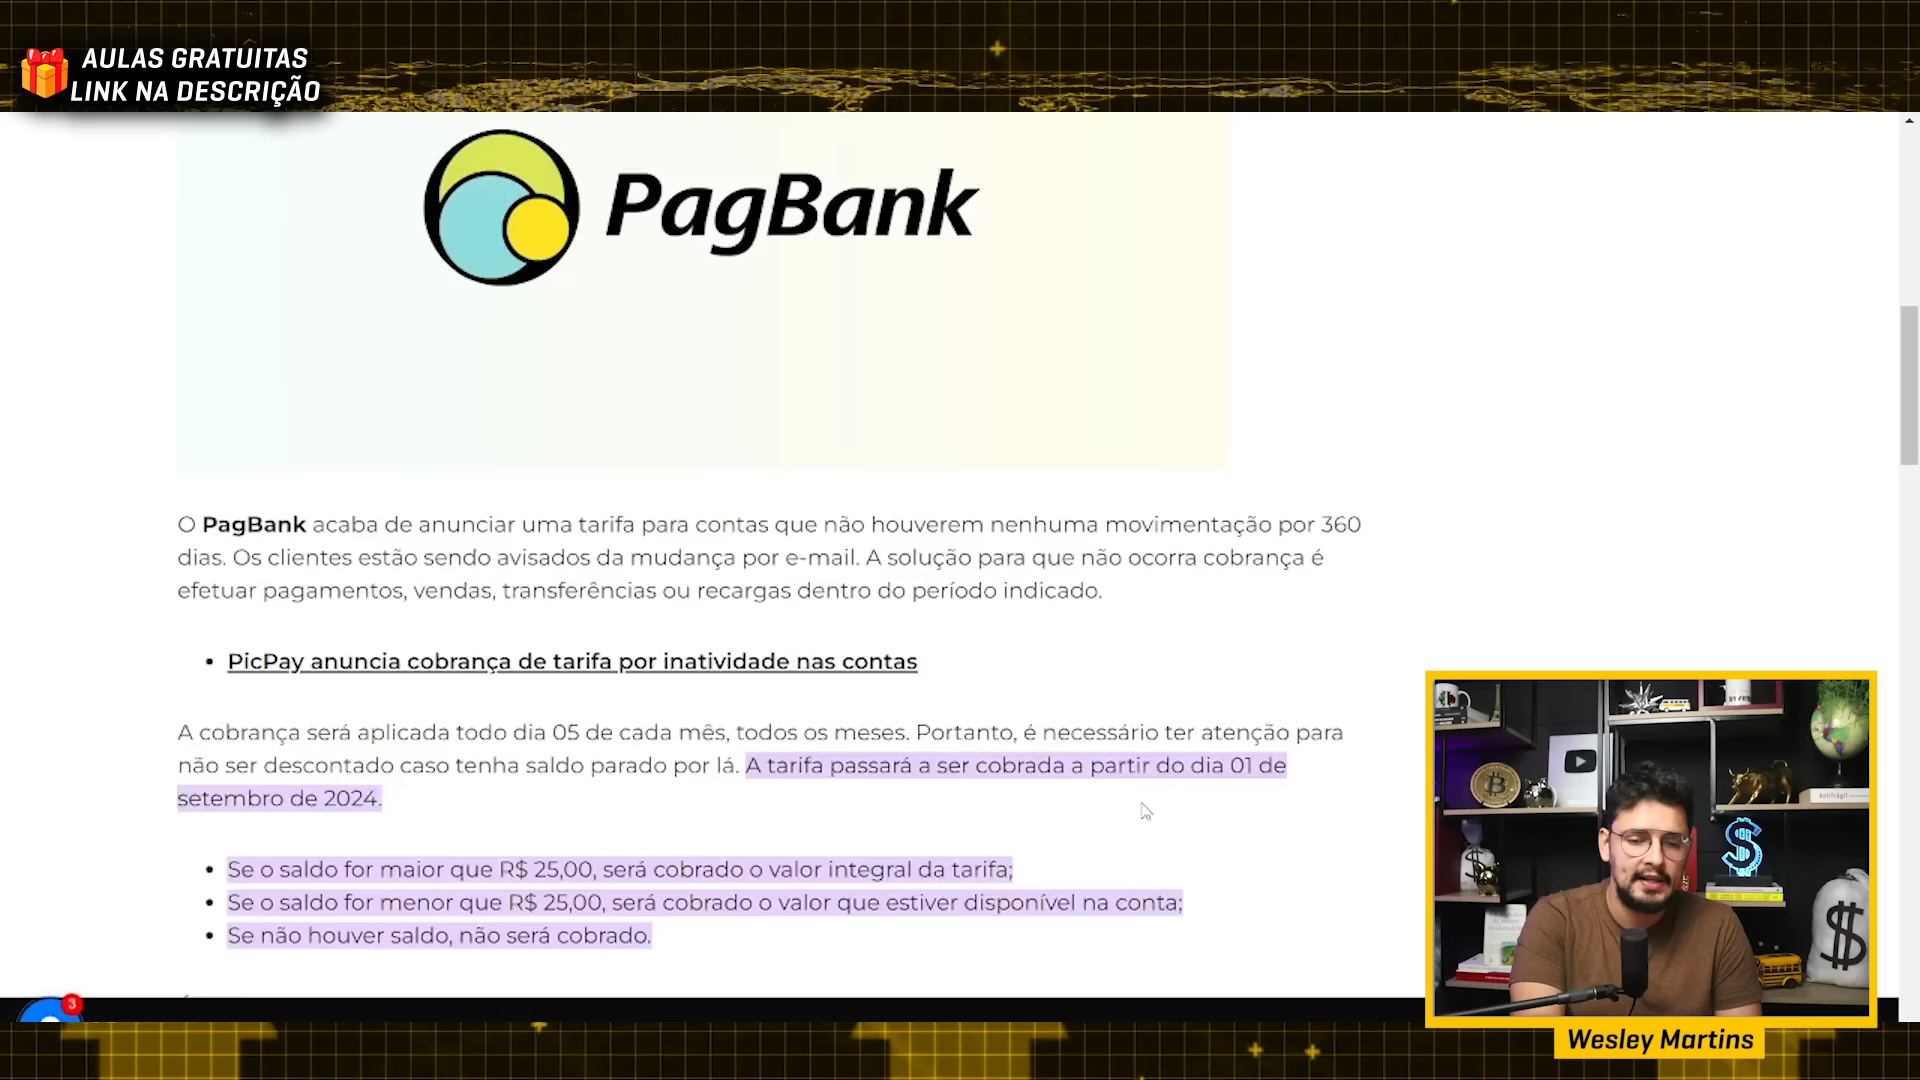 AULAS GRATUITAS
LINK NA DESCRIÇÃO
PagBank
O PagBank acaba de anunciar uma tarifa para contas que não houverem nenhuma movimentação por 360
dias. Os clientes estão sendo avisados da mudança por e-mail. A solução para que não ocorra cobrança é
efetuar pagamentos, vendas, transferências ou recargas dentro do período indicado.
• PicPay anuncia cobrança de tarifa por inatividade nas contas
A cobrança será aplicada todo dia 05 de cada mês, todos os meses. Portanto, é necessário ter atenção para
não ser descontado caso tenha saldo parado por lá. A tarifa passará a ser cobrada a partir do dia 01 de
setembro de 2024.
• Se o saldo for maior que R$ 25,00, será cobrado o valor integral da tarifa;
• Se o saldo for menor que R$ 25,00, será cobrado o valor que estiver disponível na conta;
• Se não houver saldo, não será cobrado.
3
Antifrágil
Wesley Martins